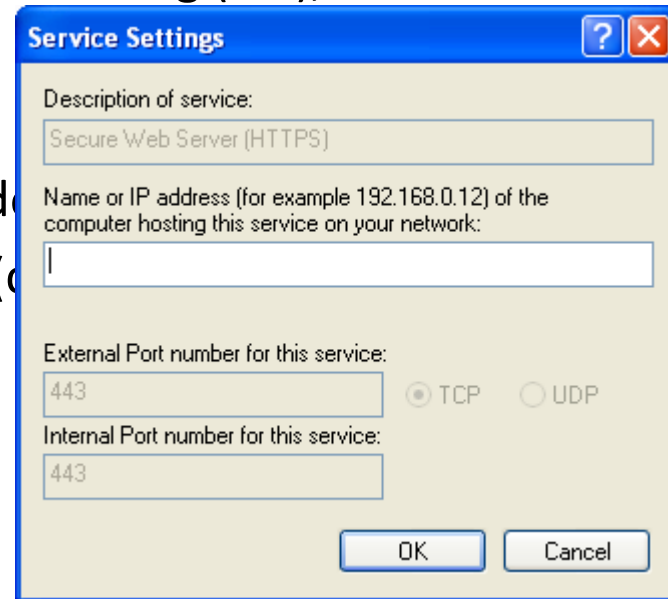 Service Settings
Description of service:
Secure Web Server (HTTPS)
Name or IP address (for example 192.168.0.12) of the
computer hosting this service on your network:
External Port number for this service:
443 TCP UDP
Internal Port number for this service:
443
OK Cancel